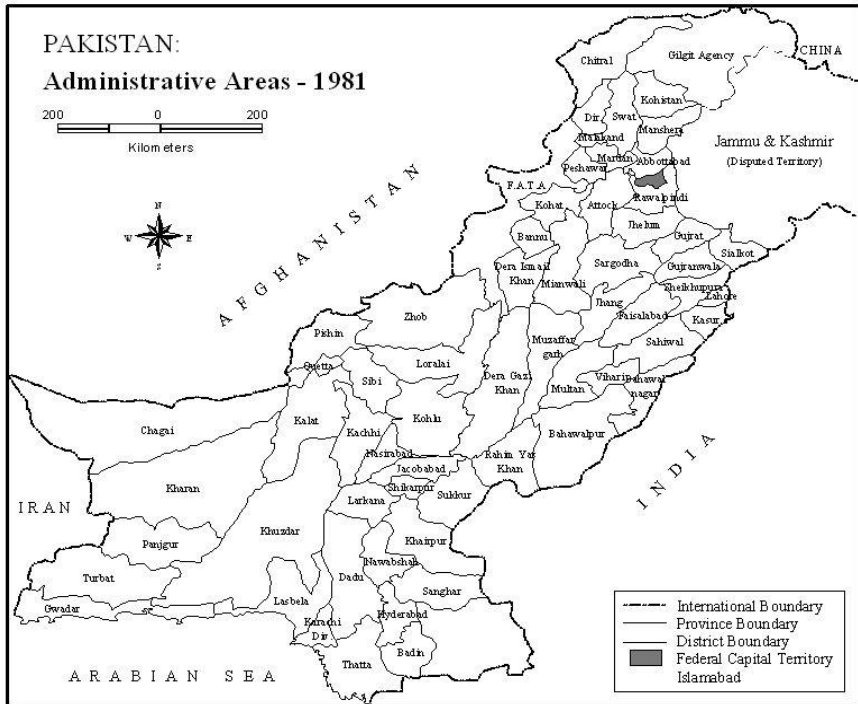 PAKISTAN:
Administrative Areas - 1981
200 0 200
Kilometers
N
W E
S
AFGHANISTAN
CHINA
IRAN
INDIA
ARABIAN SEA
Jammu & Kashmir
(Disputed Territory)
Chitral
Gilgit Agency
Dir
Swat
Kohistan
Malakand
Manshera
Mardan
Abbottabad
Peshawar
F.A.T.A
Kohat
Attock
Rawalpindi
Bannu
Jhelum
Gujrat
Sialkot
Dera Ismail
Khan
Mianwali
Sargodha
Gujranwala
Sheikhupura
Lahore
Jhang
Faisalabad
Kasur
Zhob
Pishin
Muzaffar
garh
Sahiwal
Quetta
Loralai
Sibi
Dera Gazi
Khan
Multan
Vihari
Bahawal
nagar
Chagai
Kalat
Kachhi
Kohlu
Bahawalpur
Nasirabad
Rahim Yar
Khan
Jacobabad
Kharan
Shikarpur
Larkana
Sukkur
Khuzdar
Panjgur
Khairpur
Turbat
Nawabshah
Dadu
Sanghar
Gwadar
Lasbela
Hyderabad
Karachi
Div
Badin
Thatta
International Boundary
Province Boundary
District Boundary
Federal Capital Territory
Islamabad